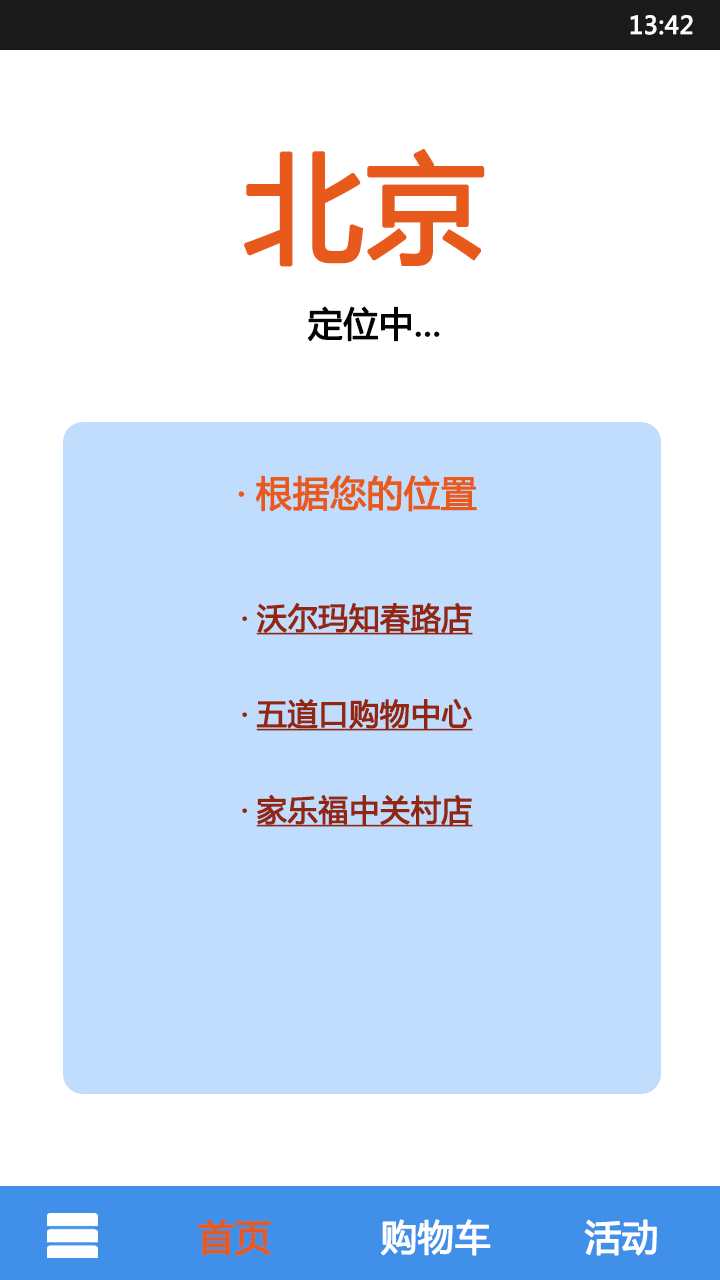 13:42
北京
定位中...
· 根据您的位置
· 沃尔玛知春路店
· 五道口购物中心
· 家乐福中关村店
首页 购物车 活动